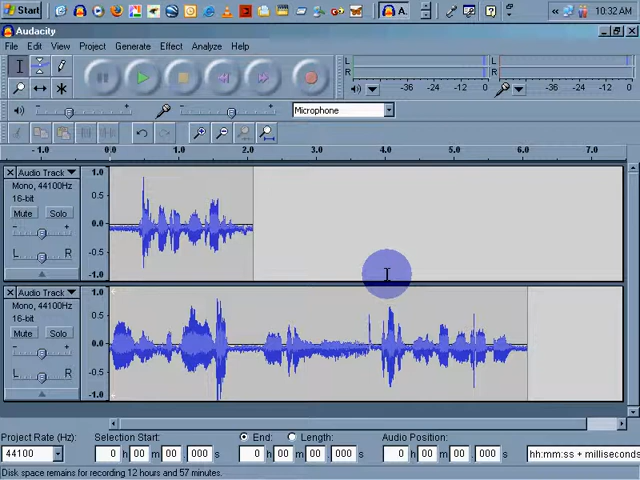 Start
A.
10:32 AM
Audacity
File Edit View Project Generate Effect Analyze Help
L
R
-36 -24 -12 0
L
R
-36 -24 -12 0
Microphone
- 1.0 0.0 1.0 2.0 3.0 4.0 5.0 6.0 7.0
Audio Track
Mono, 44100Hz
16-bit
Mute Solo
L R
1.0
0.5
0.0
-0.5
-1.0
Audio Track
Mono, 44100Hz
16-bit
Mute Solo
L R
1.0
0.5
0.0
-0.5
-1.0
Project Rate (Hz): Selection Start: End: Length: Audio Position:
44100 0 h 00 m 00 . 000 s 0 h 00 m 00 . 000 s 0 h 00 m 00 . 000 s hh:mm:ss + milliseconds
Disk space remains for recording 12 hours and 57 minutes.